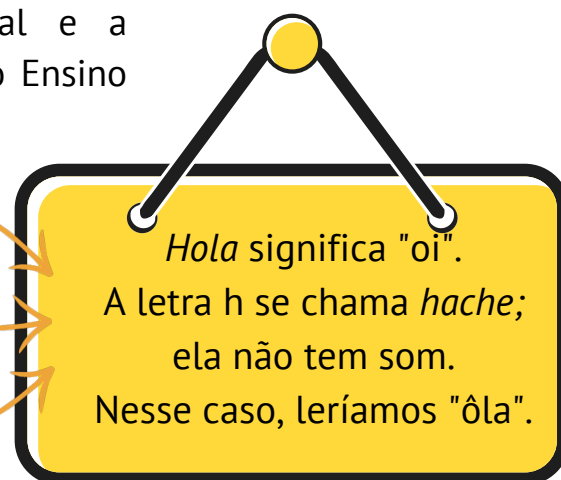 al e a
o Ensino
Hola significa "oi".
A letra h se chama hache;
ela não tem som.
Nesse caso, leríamos "ôla".